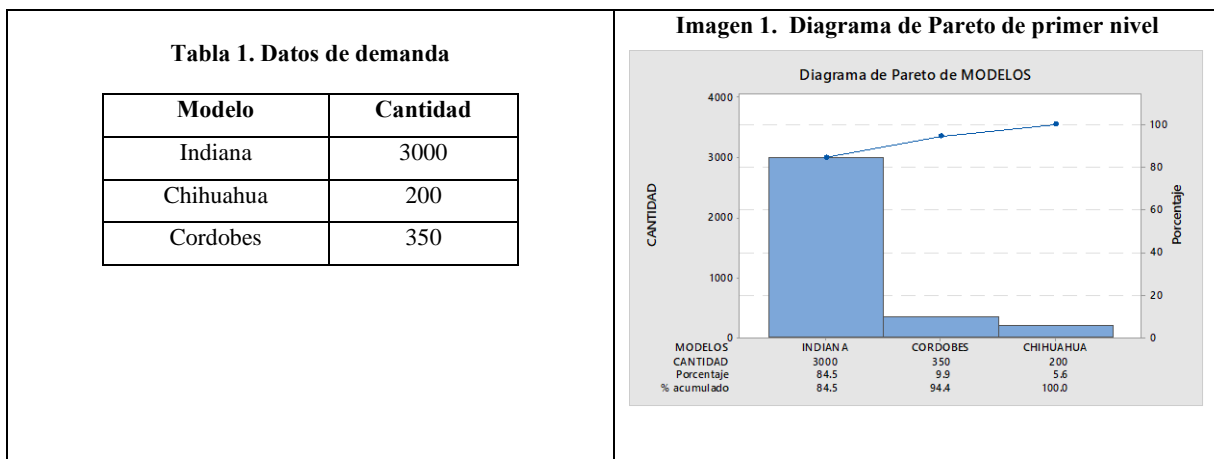 Tabla 1. Datos de demanda
Modelo Cantidad
Indiana 3000
Chihuahua 200
Cordobes 350
Imagen 1. Diagrama de Pareto de primer nivel
Diagrama de Pareto de MODELOS
4000
3000
2000
1000
0
CANTIDAD
100
80
60
40
20
0
Porcentaje
MODELOS INDIANA CORDOBES CHIHUAHUA
CANTIDAD 3000 350 200
Porcentaje 84.5 9.9 5.6
% acumulado 84.5 94.4 100.0